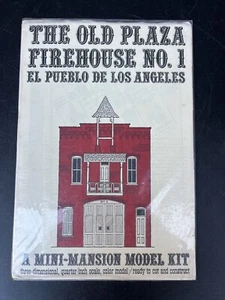 THE OLD PLAZA
FIREHOUSE NO. 1
EL PUEBLO DE LOS ANGELES
A MINI-MANSION MODEL KIT
three-dimensional, quarter-inch scale, color model / ready to cut and construct